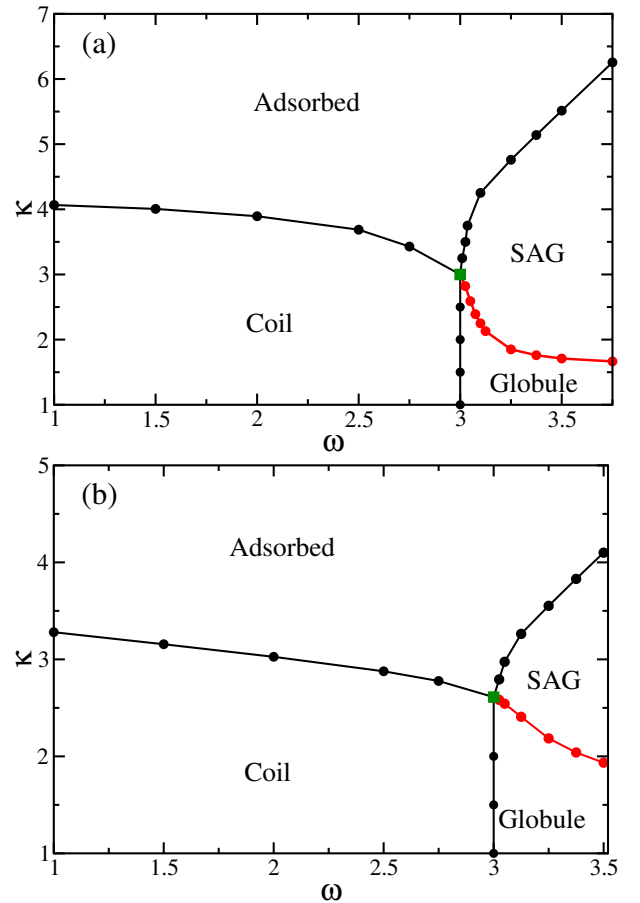 (a)
7
6
5
4
3
2
1
κ
Adsorbed
SAG
Coil
Globule
1 1.5 2 2.5 3 3.5
ω
(b)
5
4
3
2
1
κ
Adsorbed
SAG
Coil
Globule
1 1.5 2 2.5 3 3.5
ω